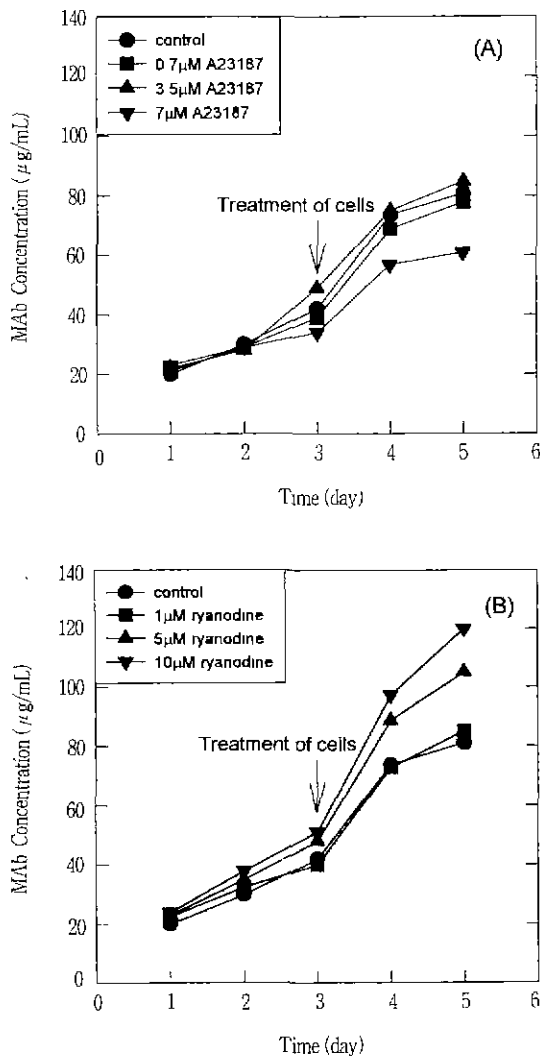 140
120
100
80
60
40
20
0
MAb Concentration (μg/mL)
control
0 7μM A23187
3 5μM A23187
7μM A23187
(A)
Treatment of cells
0 1 2 3 4 5 6
Time (day)
140
120
100
80
60
40
20
0
MAb Concentration (μg/mL)
control
1μM ryanodine
5μM ryanodine
10μM ryanodine
(B)
Treatment of cells
0 1 2 3 4 5 6
Time (day)